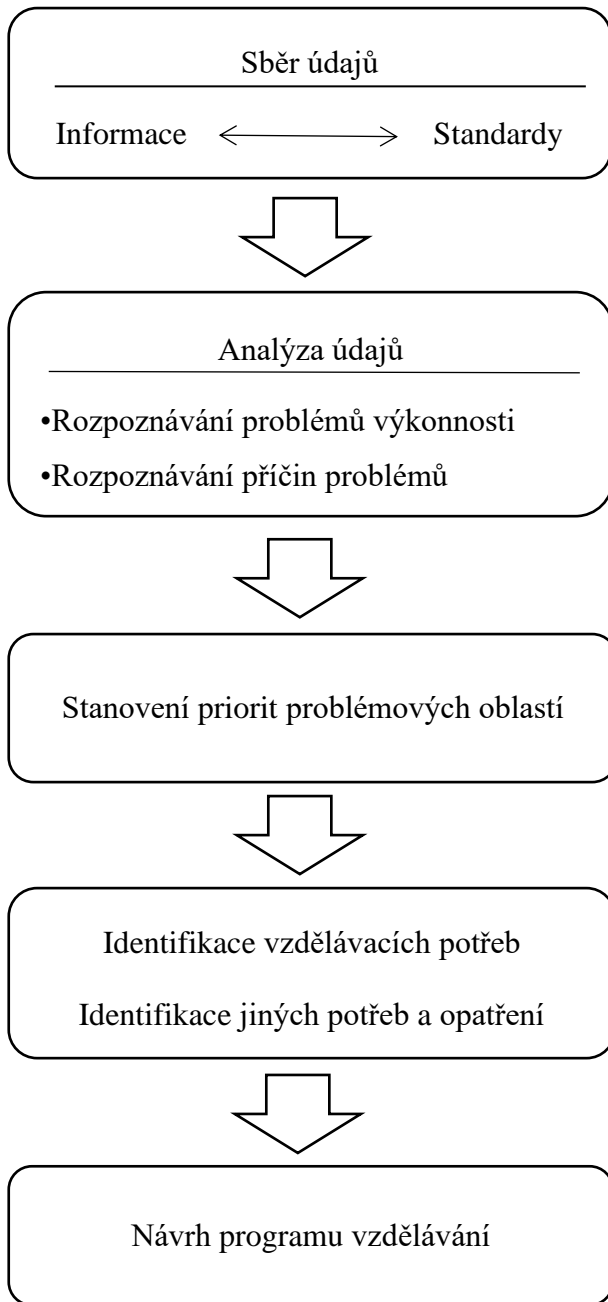 Sběr údajů
Informace Standardy
Analýza údajů
•Rozpoznávání problémů výkonnosti
•Rozpoznávání příčin problémů
Stanovení priorit problémových oblastí
Identifikace vzdělávacích potřeb
Identifikace jiných potřeb a opatření
Návrh programu vzdělávání